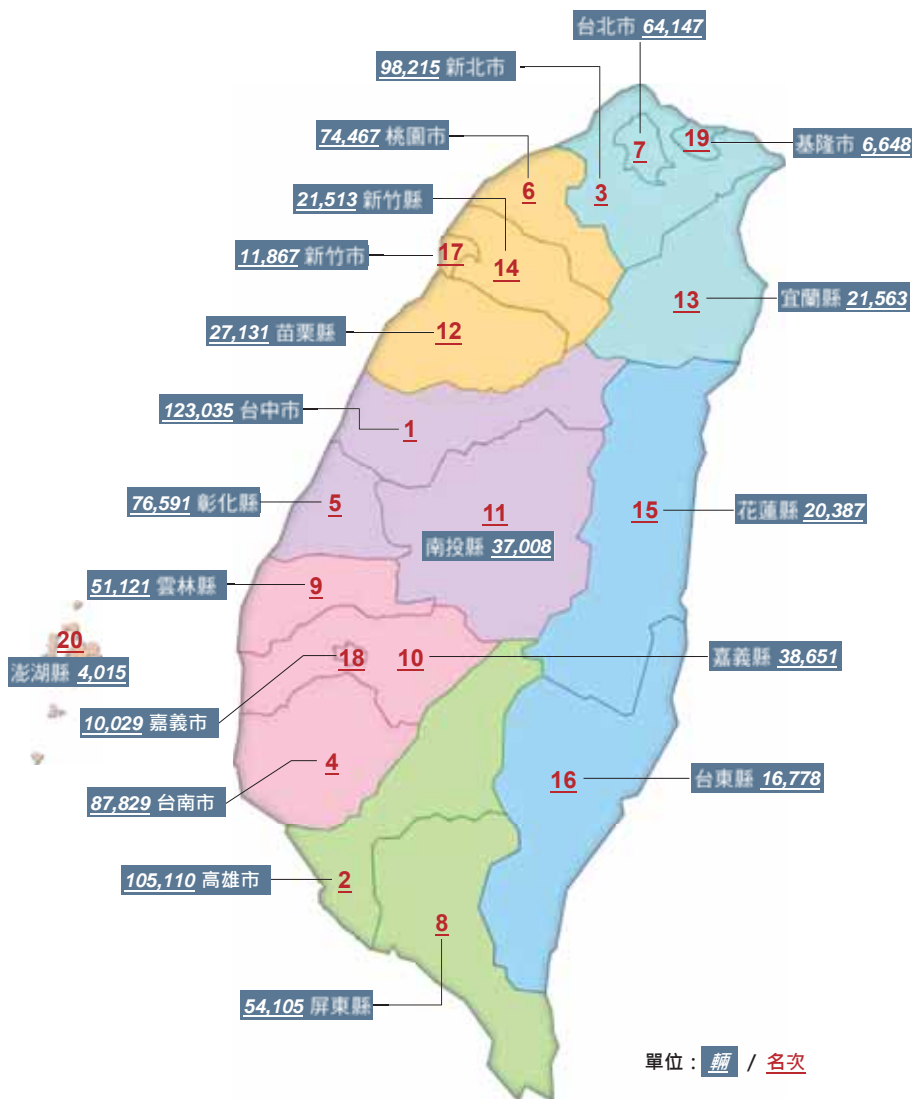 台北市 64,147
98,215 新北市
74,467 桃園市
7
19
基隆市 6,648
6
3
21,513 新竹縣
11,867 新竹市
17
14
13
宜蘭縣 21,563
27,131 苗栗縣
12
123,035 台中市
1
76,591 彰化縣
5
11
15
花蓮縣 20,387
南投縣 37,008
51,121 雲林縣
9
20
澎湖縣 4,015
18
10
嘉義縣 38,651
10,029 嘉義市
4
16
台東縣 16,778
87,829 台南市
105,110 高雄市
2
8
54,105 屏東縣
單位：輛 / 名次